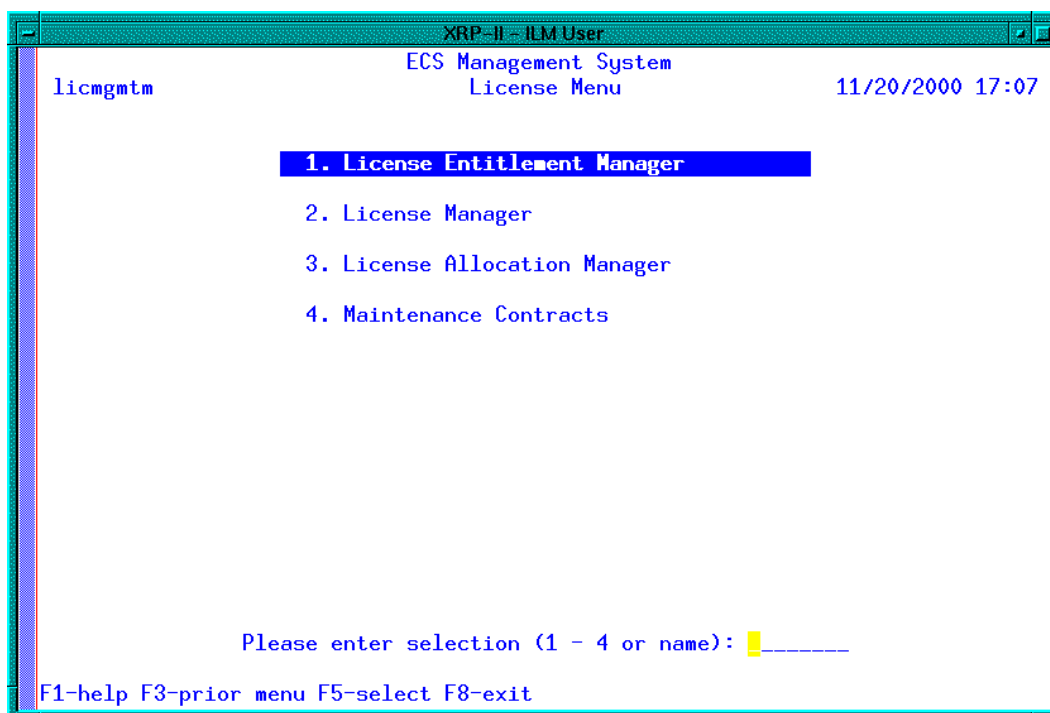 XRP-II - ILM User
ECS Management System
licmgmtm License Menu 11/20/2000 17:07
1. License Entitlement Manager
2. License Manager
3. License Allocation Manager
4. Maintenance Contracts
Please enter selection (1 - 4 or name): ________
F1-help F3-prior menu F5-select F8-exit